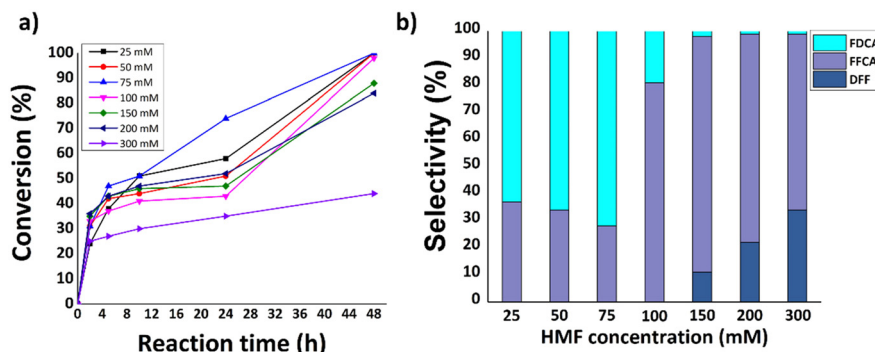 a)
Conversion (%)
100
90
80
70
60
50
40
30
20
10
0
25 mM
50 mM
75 mM
100 mM
150 mM
200 mM
300 mM
0 4 8 12 16 20 24 28 32 36 40 44 48
Reaction time (h)
b)
Selectivity (%)
100
90
80
70
60
50
40
30
20
10
0
FDCA
FFCA
DFF
25 50 75 100 150 200 300
HMF concentration (mM)